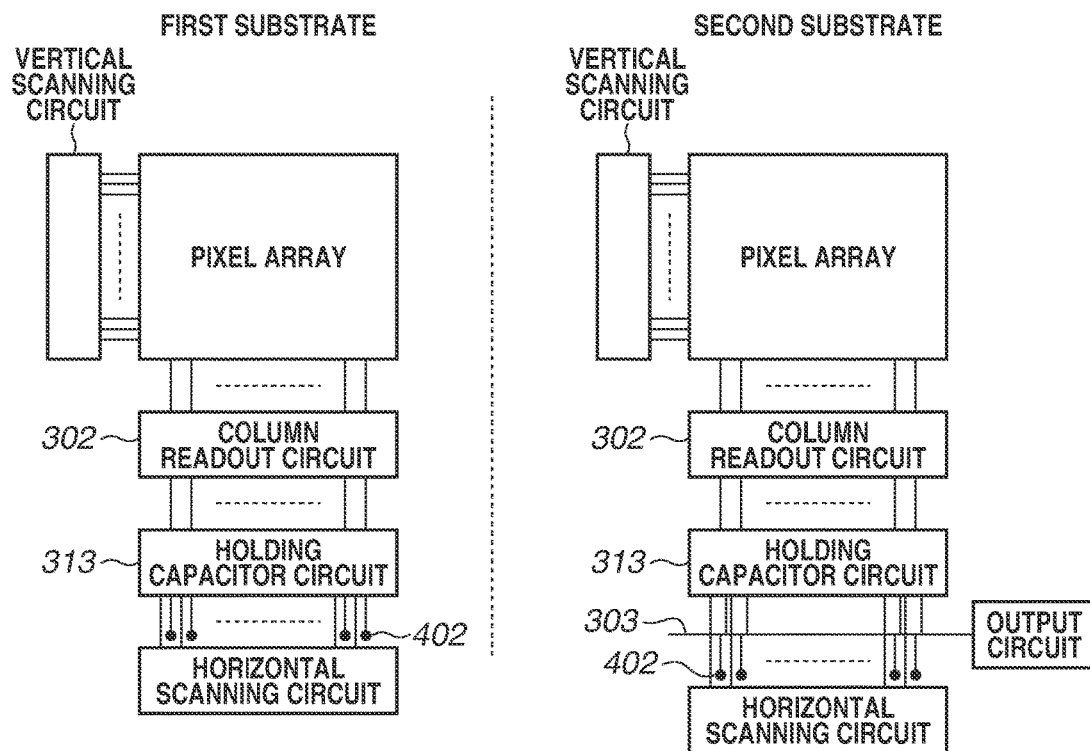 FIRST SUBSTRATE
VERTICAL
SCANNING
CIRCUIT
PIXEL ARRAY
302
COLUMN
READOUT CIRCUIT
313
HOLDING
CAPACITOR CIRCUIT
402
HORIZONTAL
SCANNING CIRCUIT
SECOND SUBSTRATE
VERTICAL
SCANNING
CIRCUIT
PIXEL ARRAY
302
COLUMN
READOUT CIRCUIT
313
HOLDING
CAPACITOR CIRCUIT
303
OUTPUT
CIRCUIT
402
HORIZONTAL
SCANNING CIRCUIT